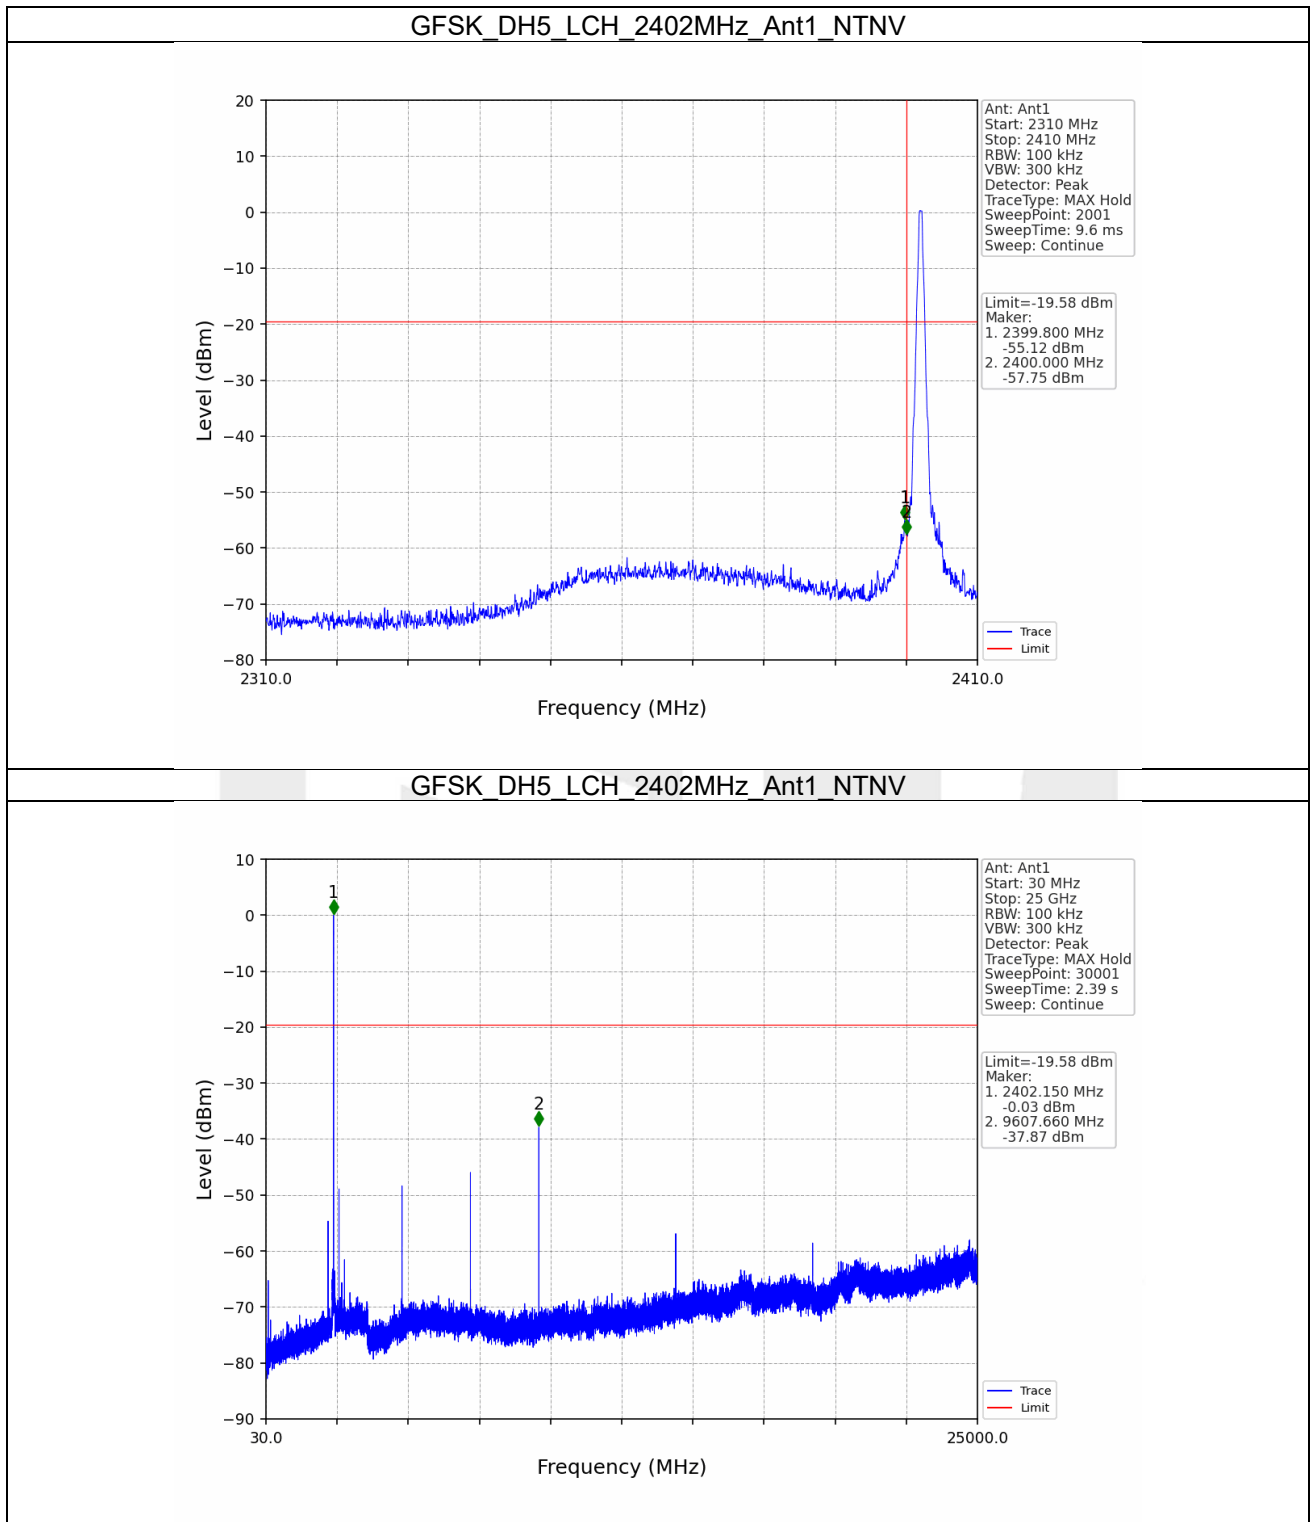 GFSK_DH5_LCH_2402MHz_Ant1_NTNV
20
10
0
−10
−20
−30
−40
−50
−60
−70
−80
Level (dBm)
2310.0
2410.0
Frequency (MHz)
1
2
Ant: Ant1
Start: 2310 MHz
Stop: 2410 MHz
RBW: 100 kHz
VBW: 300 kHz
Detector: Peak
TraceType: MAX Hold
SweepPoint: 2001
SweepTime: 9.6 ms
Sweep: Continue
Limit=-19.58 dBm
Maker:
1. 2399.800 MHz
-55.12 dBm
2. 2400.000 MHz
-57.75 dBm
Trace
Limit
GFSK_DH5_LCH_2402MHz_Ant1_NTNV
10
0
−10
−20
−30
−40
−50
−60
−70
−80
−90
Level (dBm)
30.0
25000.0
Frequency (MHz)
1
2
Ant: Ant1
Start: 30 MHz
Stop: 25 GHz
RBW: 100 kHz
VBW: 300 kHz
Detector: Peak
TraceType: MAX Hold
SweepPoint: 30001
SweepTime: 2.39 s
Sweep: Continue
Limit=-19.58 dBm
Maker:
1. 2402.150 MHz
-0.03 dBm
2. 9607.660 MHz
-37.87 dBm
Trace
Limit